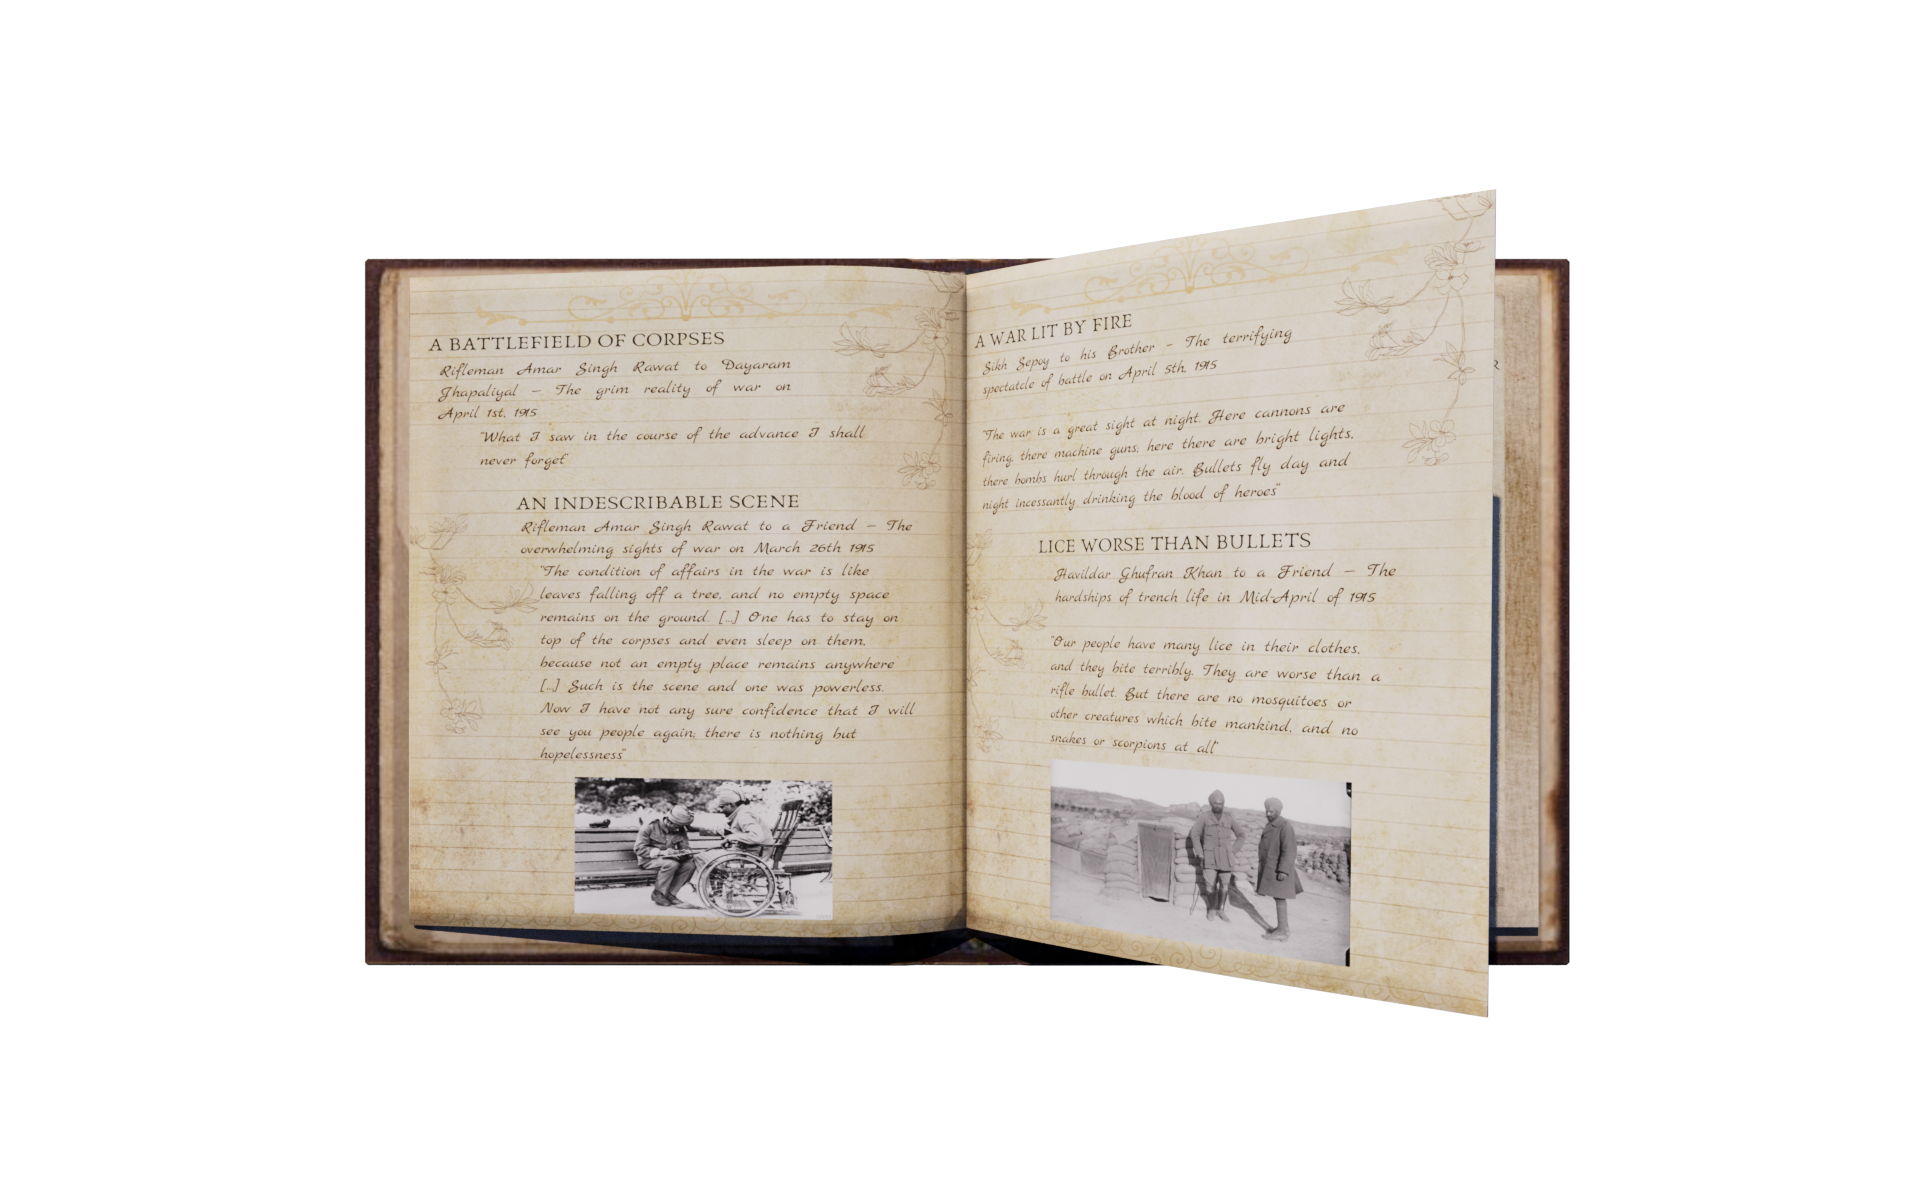 A BATTLEFIELD OF CORPSES
Rifleman Amar Singh Rawat to Dayaram
Jhapaliyal – The grim reality of war on
April 1st, 1915
"What I saw in the course of the advance I shall
never forget"
AN INDESCRIBABLE SCENE
Rifleman Amar Singh Rawat to a Friend – The
overwhelming sights of war on March 26th 1915
"The condition of affairs in the war is like
leaves falling off a tree, and no empty space
remains on the ground. [...] One has to stay on
top of the corpses and even sleep on them,
because not an empty place remains anywhere
[...] Such is the scene and one was powerless.
Now I have not any sure confidence that I will
see you people again; there is nothing but
hopelessness"
A WAR LIT BY FIRE
Sikh Sepoy to his Brother – The terrifying
spectatcle of battle on April 5th, 1915
"The war is a great sight at night. Here cannons are
firing, there machine guns; here there are bright lights,
there bombs hurl through the air. Bullets fly day and
night incessantly drinking the blood of heroes"
LICE WORSE THAN BULLETS
Havildar Ghufran Khan to a Friend – The
hardships of trench life in Mid-April of 1915
"Our people have many lice in their clothes,
and they bite terribly. They are worse than a
rifle bullet. But there are no mosquitoes or
other creatures which bite mankind, and no
snakes or scorpions at all"